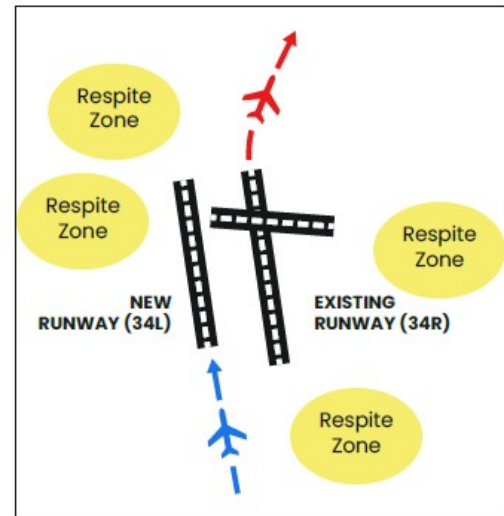 Respite
Zone
Respite
Zone
Respite
Zone
NEW
RUNWAY (34L)
EXISTING
RUNWAY (34R)
Respite
Zone